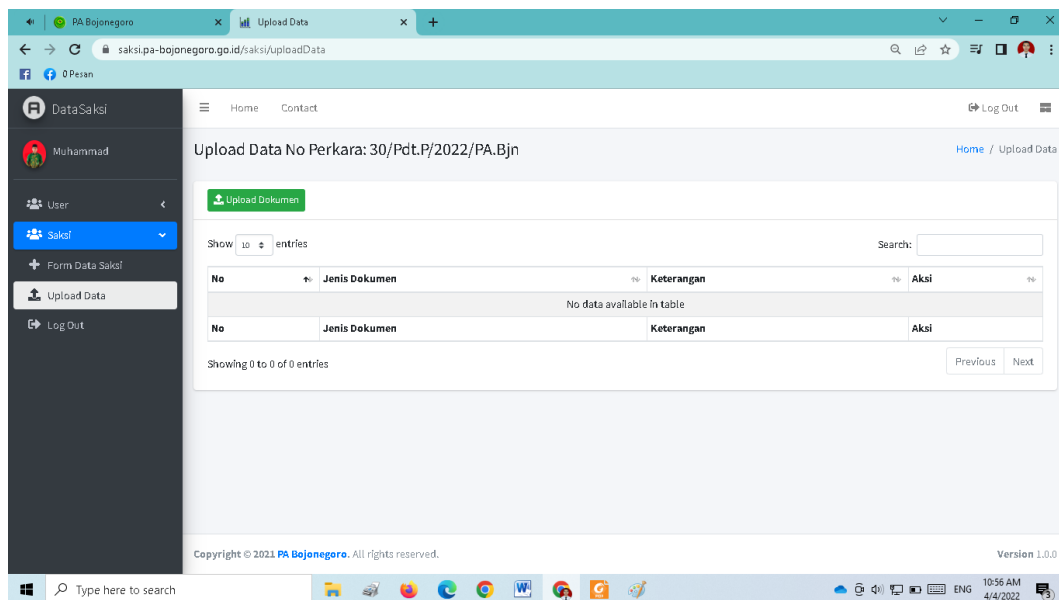 PA Bojonegoro
Upload Data
saksi.pa-bojonegoro.go.id/saksi/uploadData
0 Pesan
DataSaksi
Home Contact
Log Out
Muhammad
Upload Data No Perkara: 30/Pdt.P/2022/PA.Bjn
Home / Upload Data
User
Saksi
Form Data Saksi
Upload Data
Log Out
Upload Dokumen
Show 10 entries
Search:
No Jenis Dokumen Keterangan Aksi
No data available in table
No Jenis Dokumen Keterangan Aksi
Showing 0 to 0 of 0 entries
Previous Next
Copyright © 2021 PA Bojonegoro. All rights reserved.
Version 1.0.0
Type here to search
ENG
10:56 AM
4/4/2022